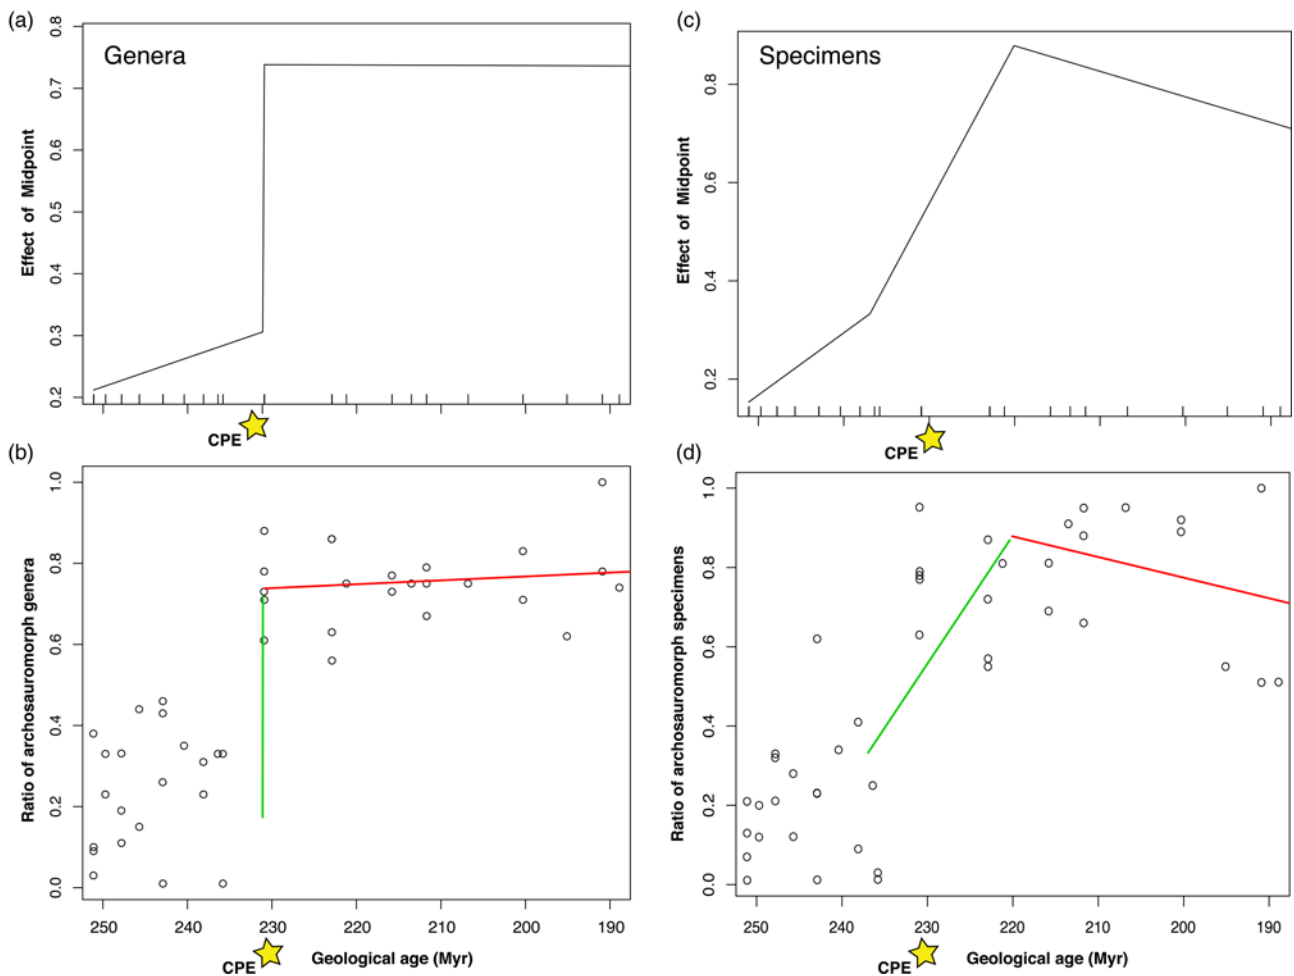 (a)
Genera
Effect of Midpoint
0.8
0.7
0.6
0.5
0.4
0.3
0.2
CPE
(c)
Specimens
Effect of Midpoint
0.8
0.6
0.4
0.2
CPE
(b)
Ratio of archosauromorph genera
1.0
0.8
0.6
0.4
0.2
0.0
250 240 230 220 210 200 190
CPE
Geological age (Myr)
(d)
Ratio of archosauromorph specimens
1.0
0.8
0.6
0.4
0.2
0.0
250 240 230 220 210 200 190
CPE
Geological age (Myr)